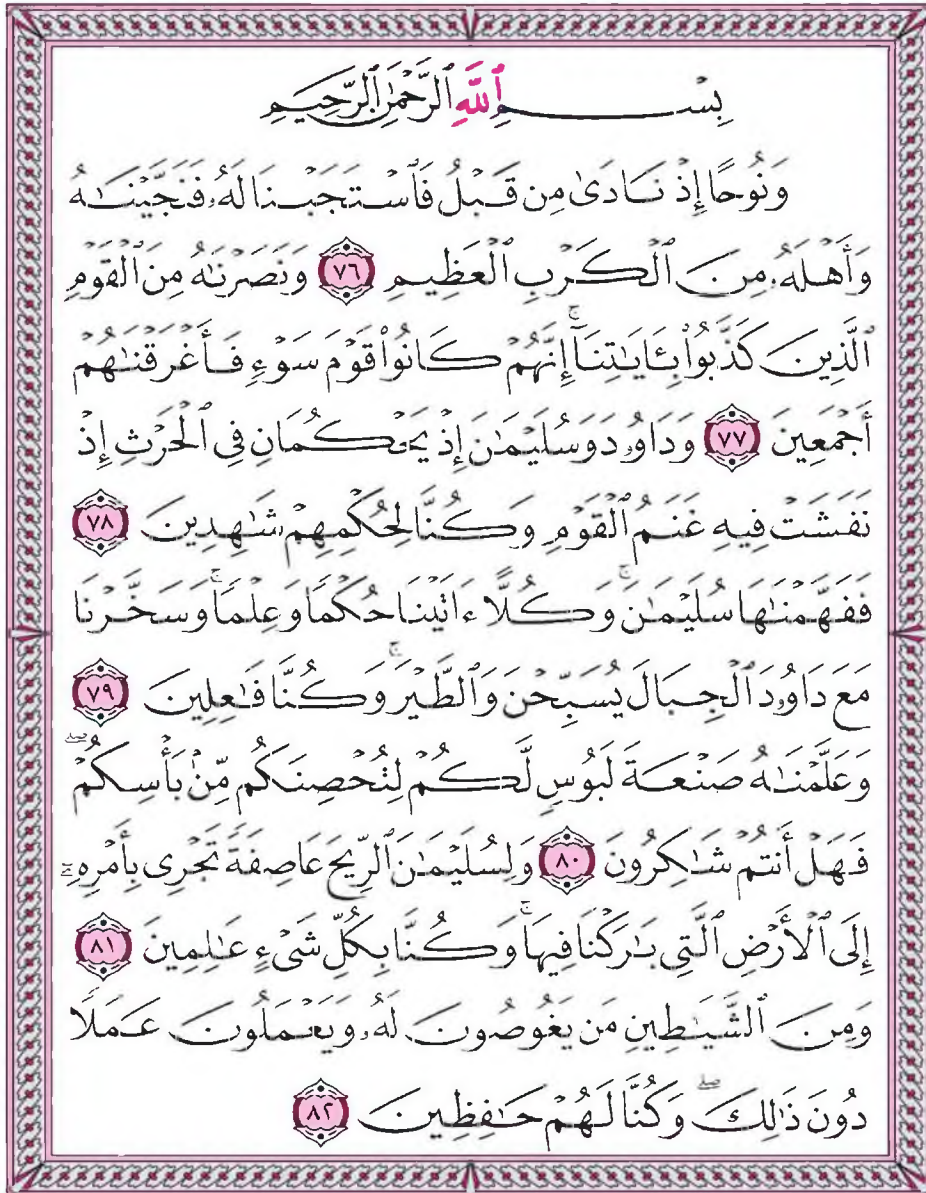 بِسْمِ ٱللَّهِ ٱلرَّحْمَٰنِ ٱلرَّحِيمِ
وَنُوحًا إِذْ نَادَىٰ مِن قَبْلُ فَٱسْتَجَبْنَا لَهُۥ فَنَجَّيْنَٰهُ
وَأَهْلَهُۥ مِنَ ٱلْكَرْبِ ٱلْعَظِيمِ ٧٦ وَنَصَرْنَٰهُ مِنَ ٱلْقَوْمِ
ٱلَّذِينَ كَذَّبُوا۟ بِـَٔايَٰتِنَآ ۚ إِنَّهُمْ كَانُوا۟ قَوْمَ سَوْءٍ فَأَغْرَقْنَٰهُمْ
أَجْمَعِينَ ٧٧ وَدَاوُۥدَ وَسُلَيْمَٰنَ إِذْ يَحْكُمَانِ فِى ٱلْحَرْثِ إِذْ
نَفَشَتْ فِيهِ غَنَمُ ٱلْقَوْمِ وَكُنَّا لِحُكْمِهِمْ شَٰهِدِينَ ٧٨
فَفَهَّمْنَٰهَا سُلَيْمَٰنَ ۚ وَكُلًّا ءَاتَيْنَا حُكْمًا وَعِلْمًا ۚ وَسَخَّرْنَا
مَعَ دَاوُۥدَ ٱلْجِبَالَ يُسَبِّحْنَ وَٱلطَّيْرَ ۚ وَكُنَّا فَٰعِلِينَ ٧٩
وَعَلَّمْنَٰهُ صَنْعَةَ لَبُوسٍ لَّكُمْ لِتُحْصِنَكُم مِّنۢ بَأْسِكُمْ ۖ
فَهَلْ أَنتُمْ شَٰكِرُونَ ٨٠ وَلِسُلَيْمَٰنَ ٱلرِّيحَ عَاصِفَةً تَجْرِى بِأَمْرِهِۦٓ
إِلَى ٱلْأَرْضِ ٱلَّتِى بَٰرَكْنَا فِيهَا ۚ وَكُنَّا بِكُلِّ شَىْءٍ عَٰلِمِينَ ٨١
وَمِنَ ٱلشَّيَٰطِينِ مَن يَغُوصُونَ لَهُۥ وَيَعْمَلُونَ عَمَلًا
دُونَ ذَٰلِكَ ۖ وَكُنَّا لَهُمْ حَٰفِظِينَ ٨٢